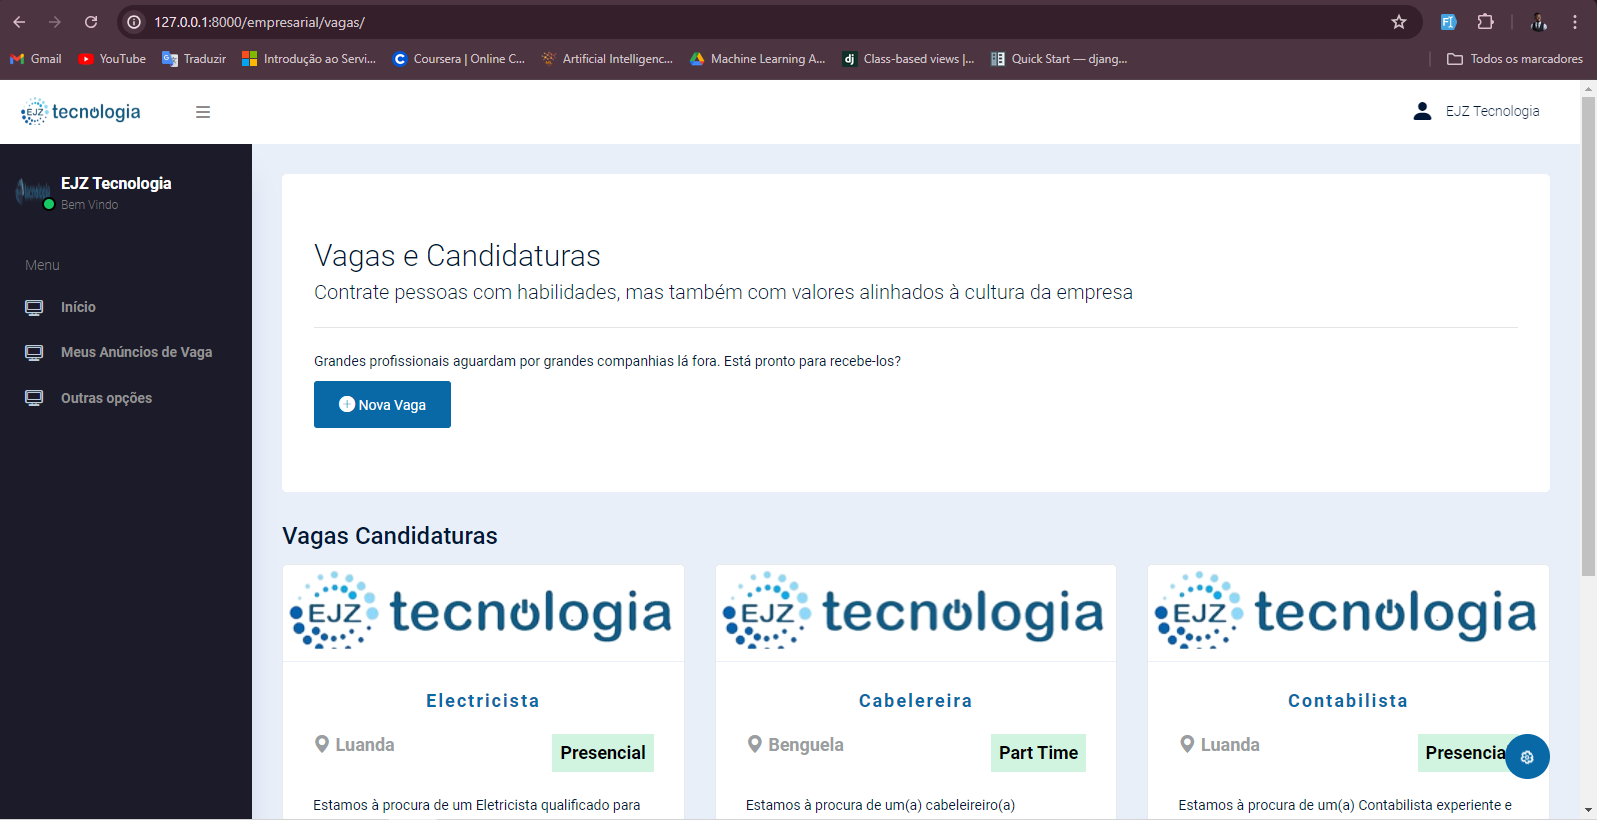 127.0.0.1:8000/empresarial/vagas/
Gmail
YouTube
Traduzir
Introdução ao Servi...
Coursera | Online C...
Artificial Intelligenc...
Machine Learning A...
dj
Class-based views |...
Quick Start — djang...
Todos os marcadores
EJZ tecnologia
EJZ Tecnologia
EJZ Tecnologia
Bem Vindo
Menu
Início
Meus Anúncios de Vaga
Outras opções
Vagas e Candidaturas
Contrate pessoas com habilidades, mas também com valores alinhados à cultura da empresa
Grandes profissionais aguardam por grandes companhias lá fora. Está pronto para recebe-los?
Nova Vaga
Vagas Candidaturas
EJZ tecnologia
Electricista
Luanda
Presencial
Estamos à procura de um Eletricista qualificado para
EJZ tecnologia
Cabelereira
Benguela
Part Time
Estamos à procura de um(a) cabeleireiro(a)
EJZ tecnologia
Contabilista
Luanda
Presencia
Estamos à procura de um(a) Contabilista experiente e